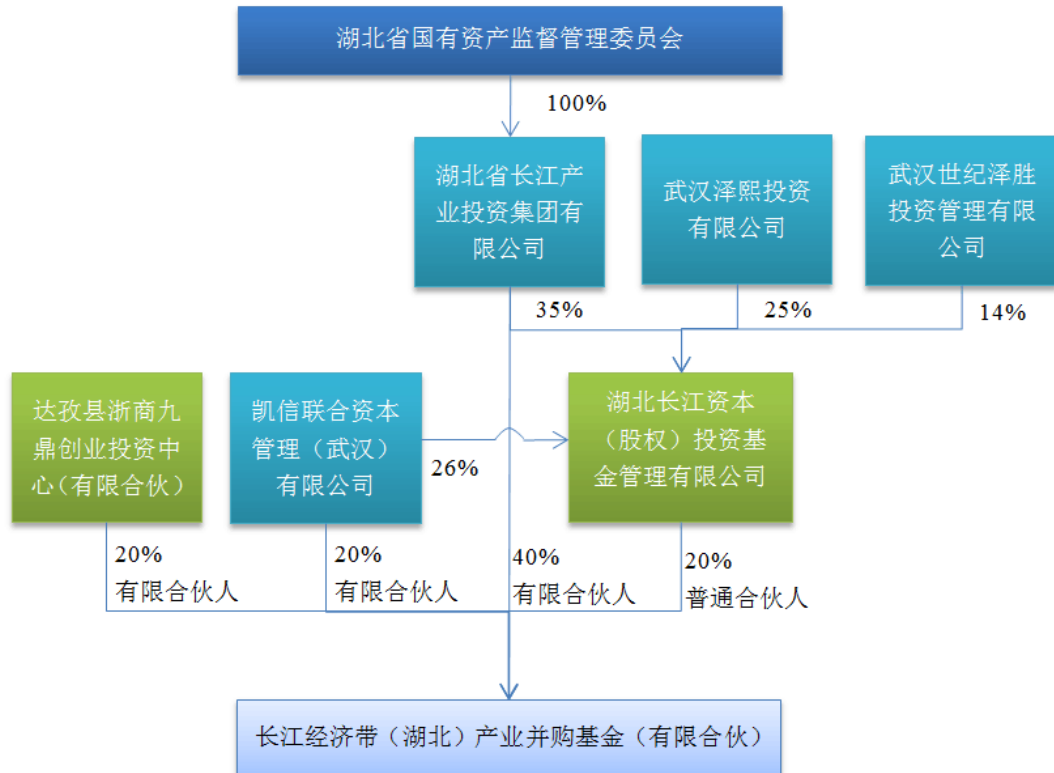 湖北省国有资产监督管理委员会
100%
湖北省长江产
业投资集团有
限公司
武汉泽熙投资
有限公司
武汉世纪泽胜
投资管理有限
公司
35%
25%
14%
达孜县浙商九
鼎创业投资中
心（有限合伙）
凯信联合资本
管理（武汉）
有限公司
26%
湖北长江资本
（股权）投资基
金管理有限公司
20%
有限合伙人
20%
有限合伙人
40%
有限合伙人
20%
普通合伙人
长江经济带（湖北）产业并购基金（有限合伙）